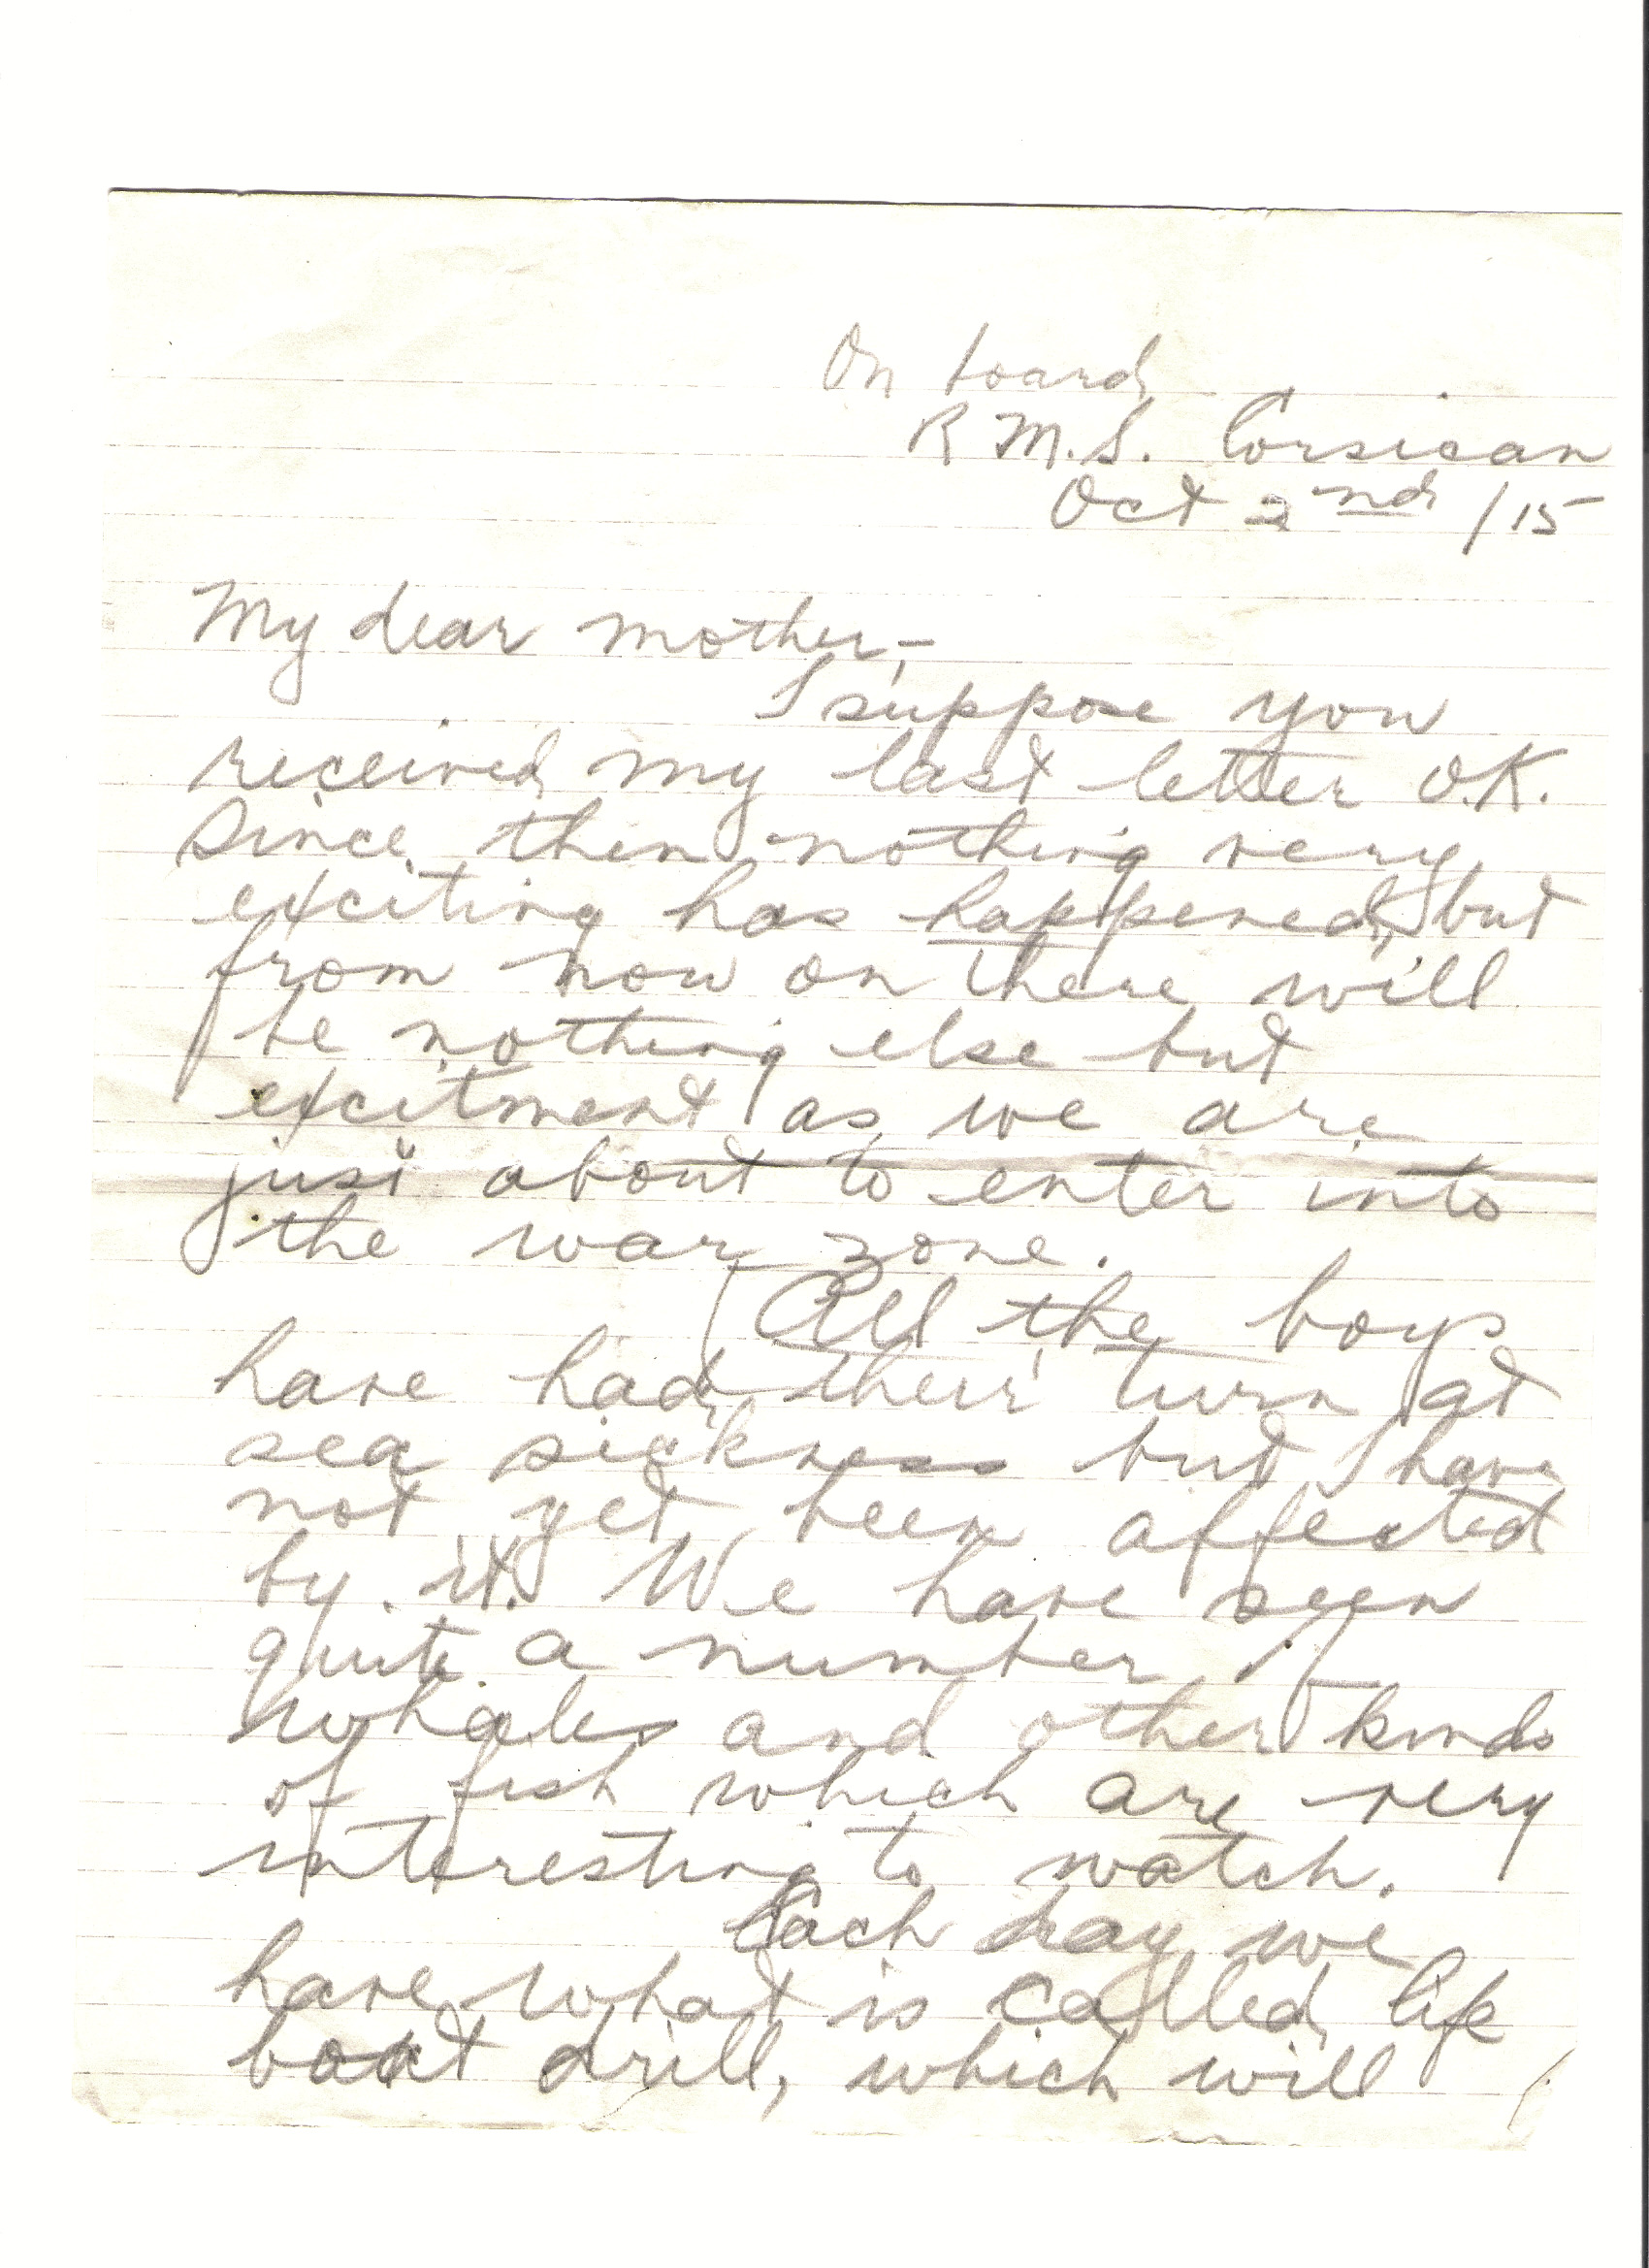 On board
R M.S. Corsican
Oct 2nd /15
My dear mother,-
I suppose you
received my last letter O.K.
Since then nothing very
exciting has happened, but
from now on there will
be nothing else but
excitment as we are
just about to enter into
the war zone.
All the boys
have had their turn at
sea sickness but I have
not yet been affected
by it. We have seen
quite a number of
whales and other kinds
of fish which are very
interesting to watch.
Each day we
have what is called life
boat drill, which will